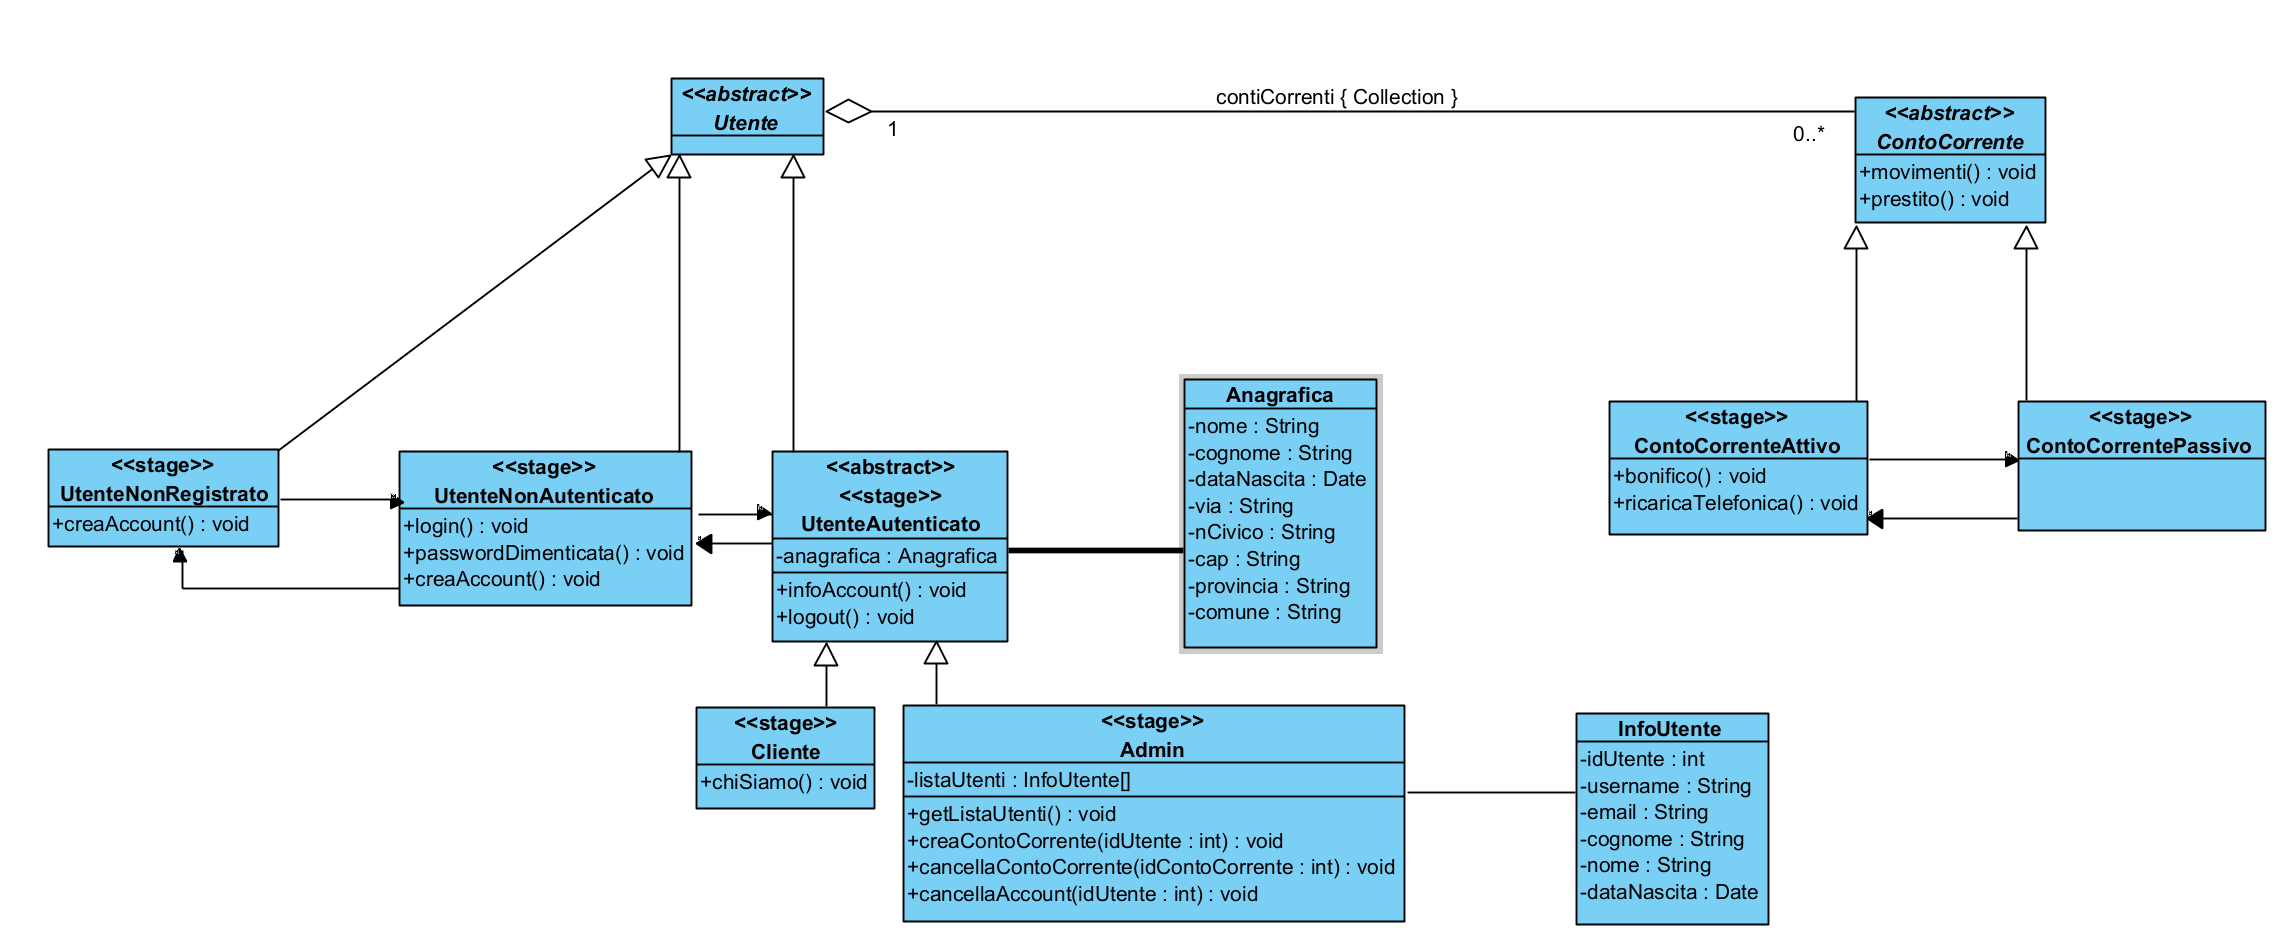 <<abstract>>
Utente
contiCorrenti { Collection }
1
0..*
<<abstract>>
ContoCorrente
+movimenti() : void
+prestito() : void
<<stage>>
UtenteNonRegistrato
+creaAccount() : void
<<stage>>
UtenteNonAutenticato
+login() : void
+passwordDimenticata() : void
+creaAccount() : void
<<abstract>>
<<stage>>
UtenteAutenticato
-anagrafica : Anagrafica
+infoAccount() : void
+logout() : void
Anagrafica
-nome : String
-cognome : String
-dataNascita : Date
-via : String
-nCivico : String
-cap : String
-provincia : String
-comune : String
<<stage>>
ContoCorrenteAttivo
+bonifico() : void
+ricaricaTelefonica() : void
<<stage>>
ContoCorrentePassivo
<<stage>>
Cliente
+chiSiamo() : void
<<stage>>
Admin
-listaUtenti : InfoUtente[]
+getListaUtenti() : void
+creaContoCorrente(idUtente : int) : void
+cancellaContoCorrente(idContoCorrente : int) : void
+cancellaAccount(idUtente : int) : void
InfoUtente
-idUtente : int
-username : String
-email : String
-cognome : String
-nome : String
-dataNascita : Date